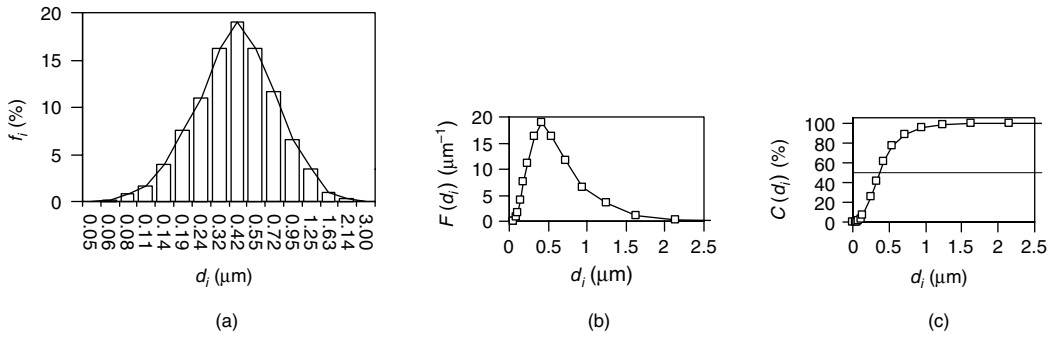 20
15
10
5
0
f_i (%)
0.05
0.06
0.08
0.11
0.14
0.19
0.24
0.32
0.42
0.55
0.72
0.95
1.25
1.63
2.14
3.00
d_i (μm)
(a)
20
15
10
5
0
F (d_i) (μm⁻¹)
0 0.5 1 1.5 2 2.5
d_i (μm)
(b)
100
80
60
40
20
0
C (d_i) (%)
0 0.5 1 1.5 2 2.5
d_i (μm)
(c)